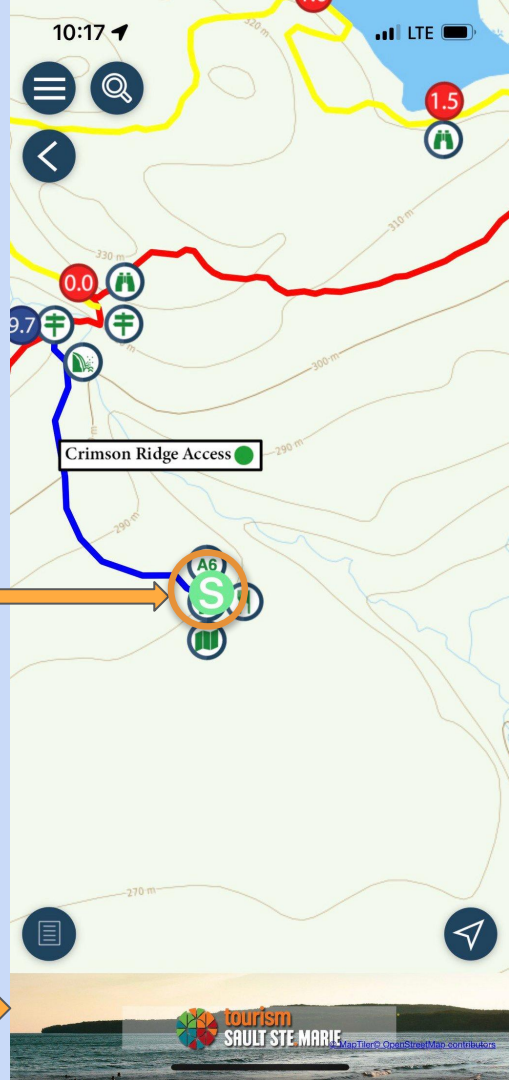 10:17
LTE
320 m
1.5
310 m
330 m
0.0
9.7
300 m
Crimson Ridge Access
290 m
290 m
A6
S
270 m
tourism
SAULT STE MARIE
© MapTiler © OpenStreetMap contributors